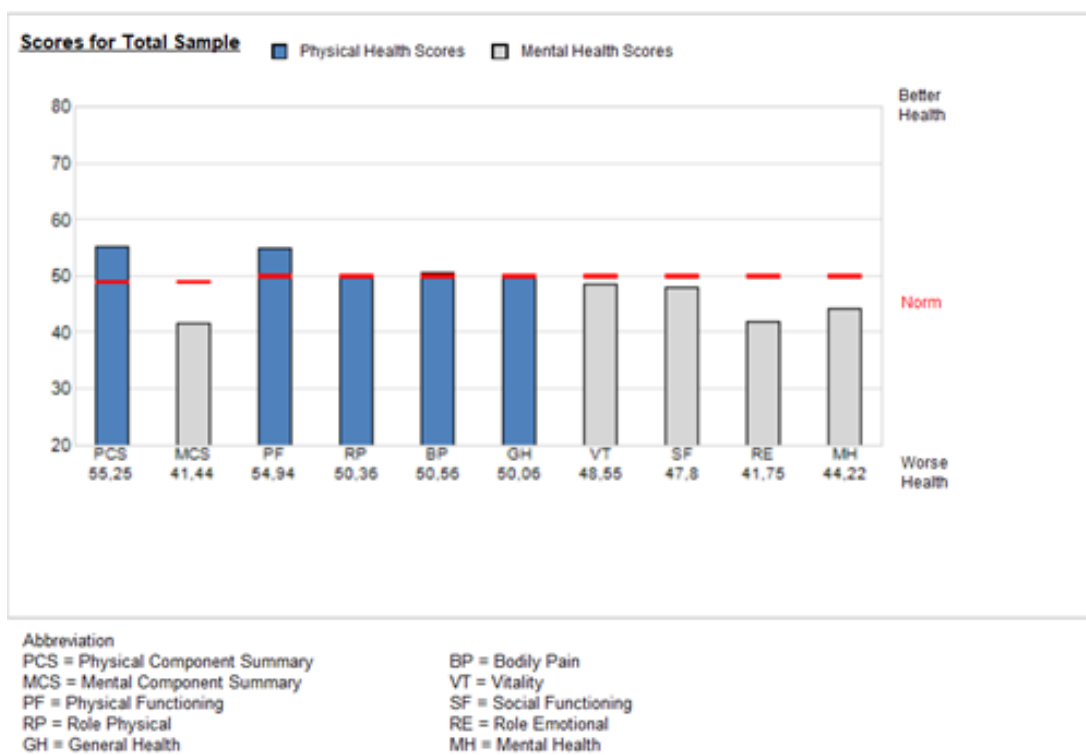 Scores for Total Sample
Physical Health Scores
Mental Health Scores
Better
Health
80
70
60
50
40
30
20
Norm
PCS MCS PF RP BP GH VT SF RE MH
55,25 41,44 54,94 50,36 50,56 50,06 48,55 47,8 41,75 44,22
Worse
Health
Abbreviation
PCS = Physical Component Summary
MCS = Mental Component Summary
PF = Physical Functioning
RP = Role Physical
GH = General Health
BP = Bodily Pain
VT = Vitality
SF = Social Functioning
RE = Role Emotional
MH = Mental Health